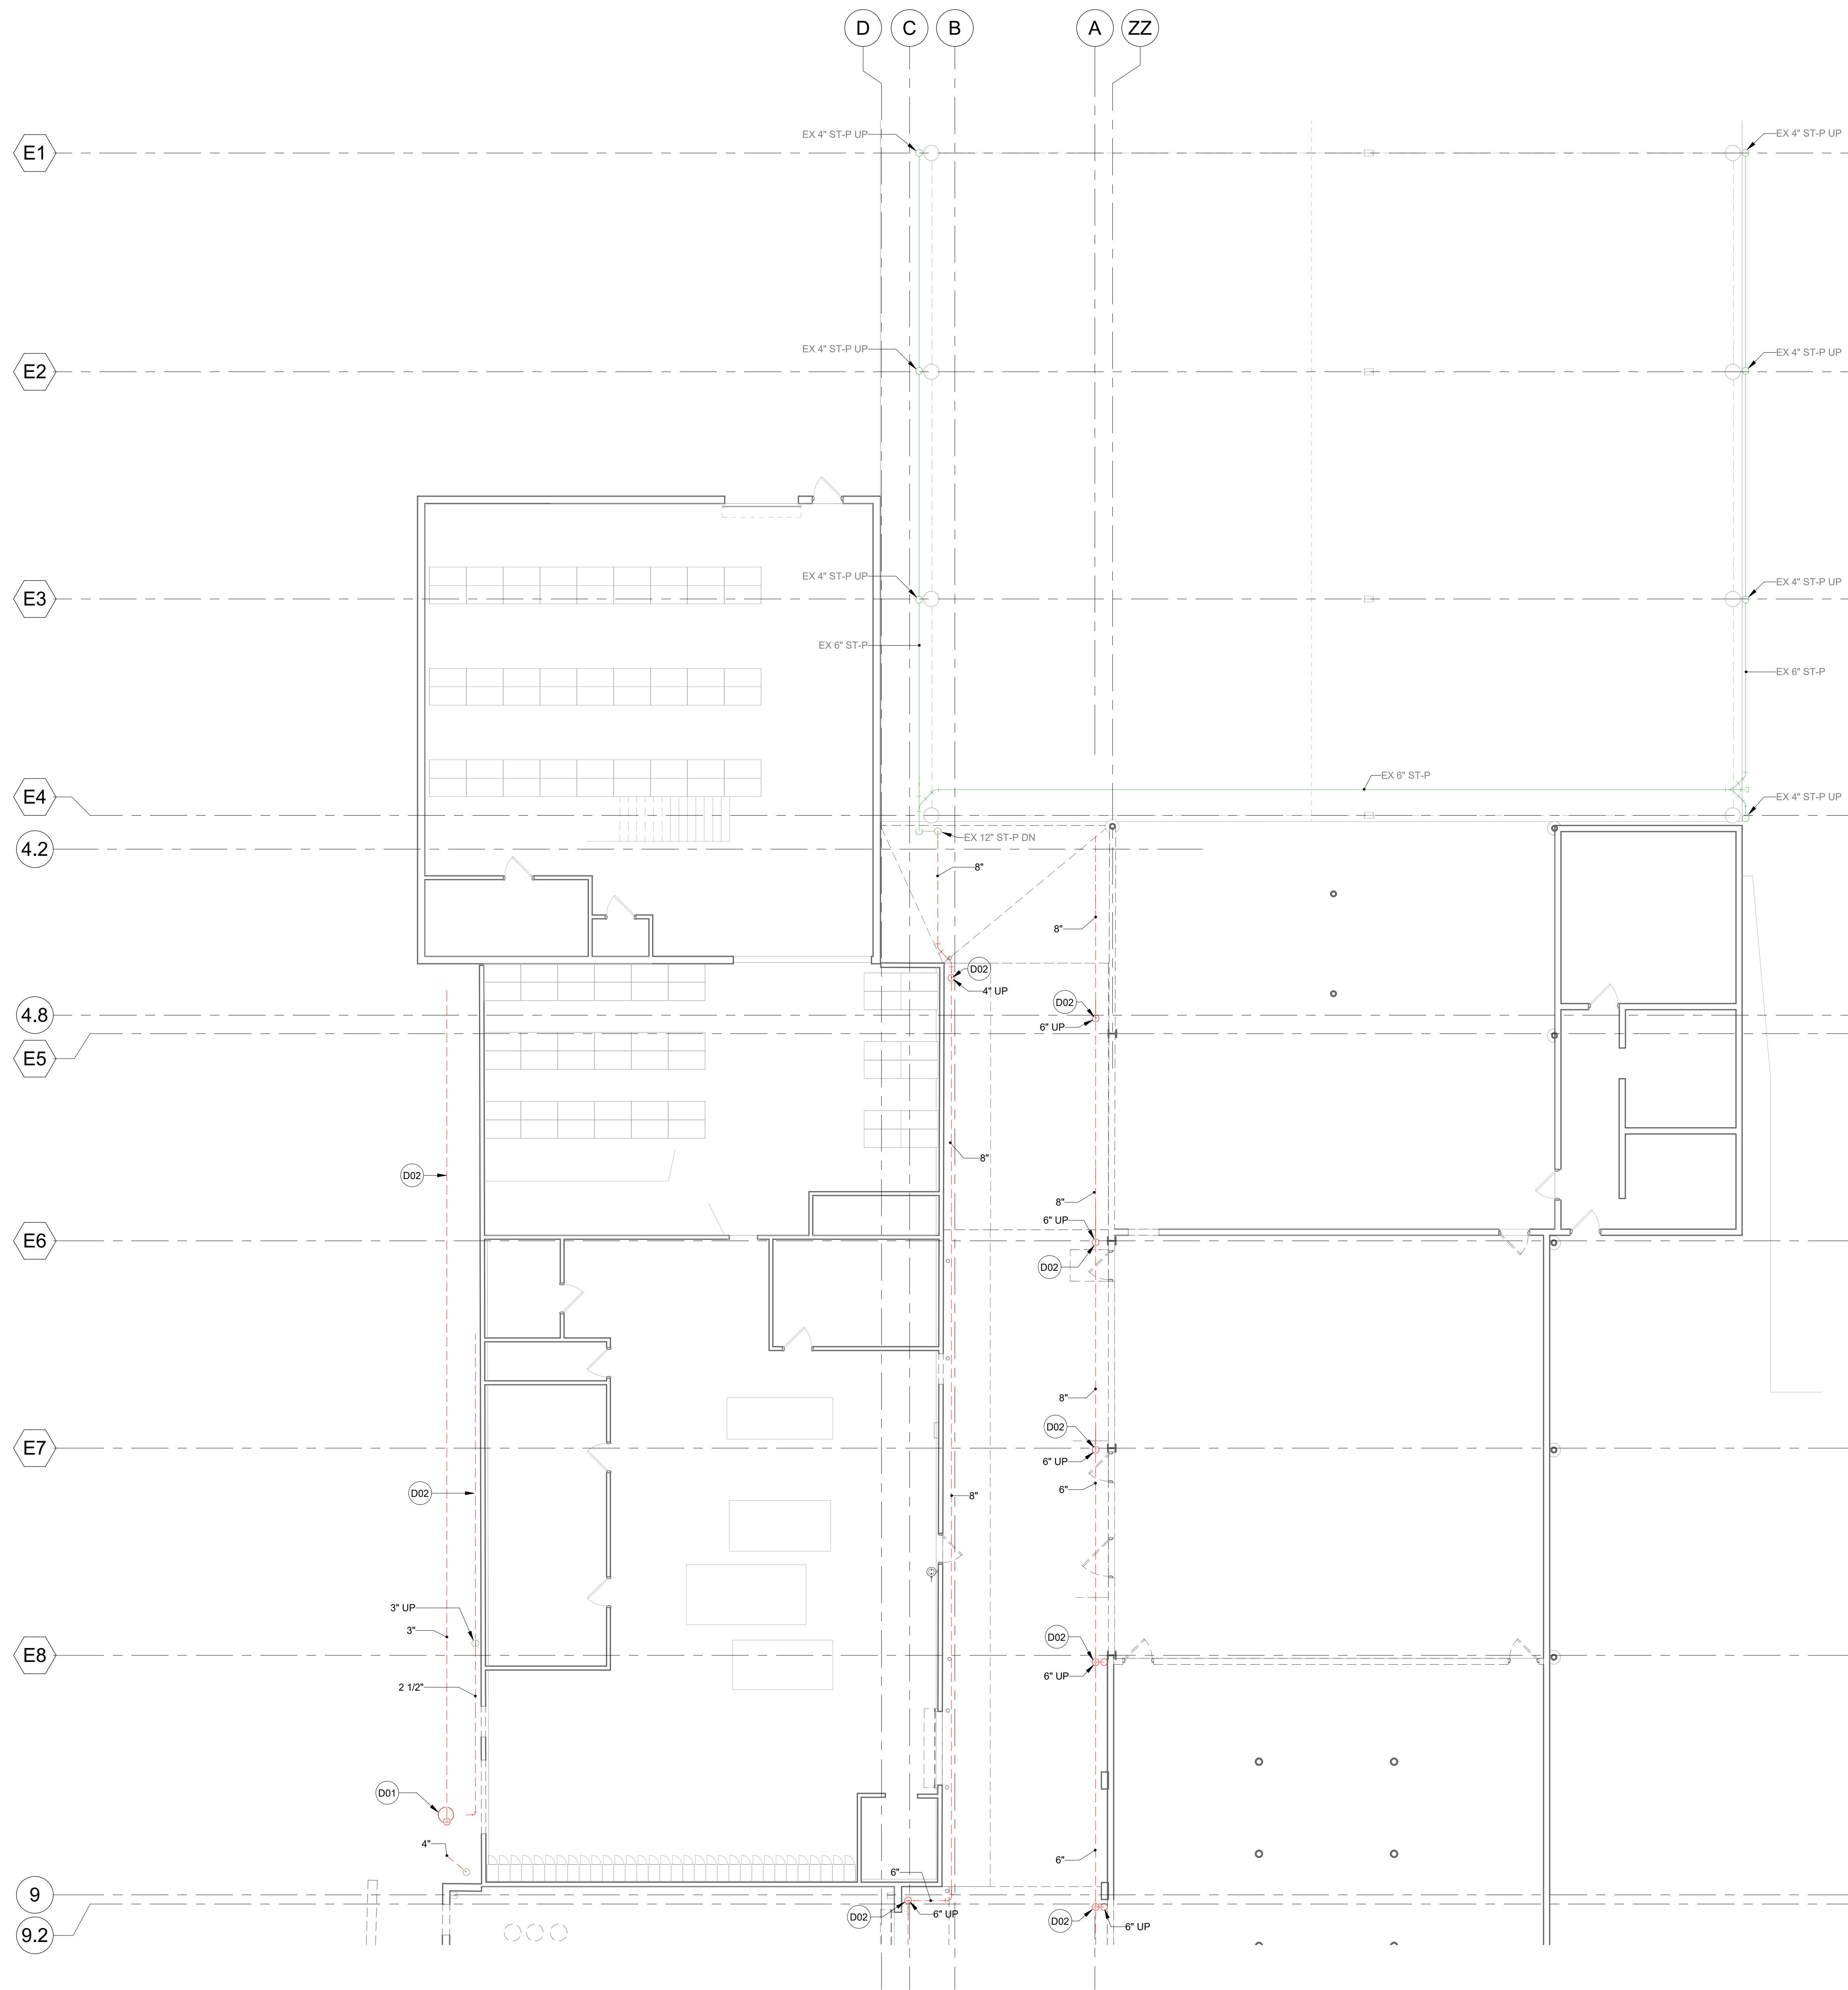 D
C
B
A
ZZ
EX 4" ST-P UP
EX 4" ST-P UP
E1
EX 4" ST-P UP
EX 4" ST-P UP
E2
EX 4" ST-P UP
EX 4" ST-P UP
E3
EX 6" ST-P
EX 6" ST-P
EX 6" ST-P
E4
EX 4" ST-P UP
EX 12" ST-P DN
4.2
8"
8"
D02
4" UP
D02
4.8
6" UP
E5
8"
D02
8"
6" UP
E6
D02
8"
D02
E7
6" UP
D02
6"
8"
3" UP
3"
D02
E8
6" UP
2 1/2"
D01
4"
6"
6"
9
6" UP
D02
D02
6" UP
9.2